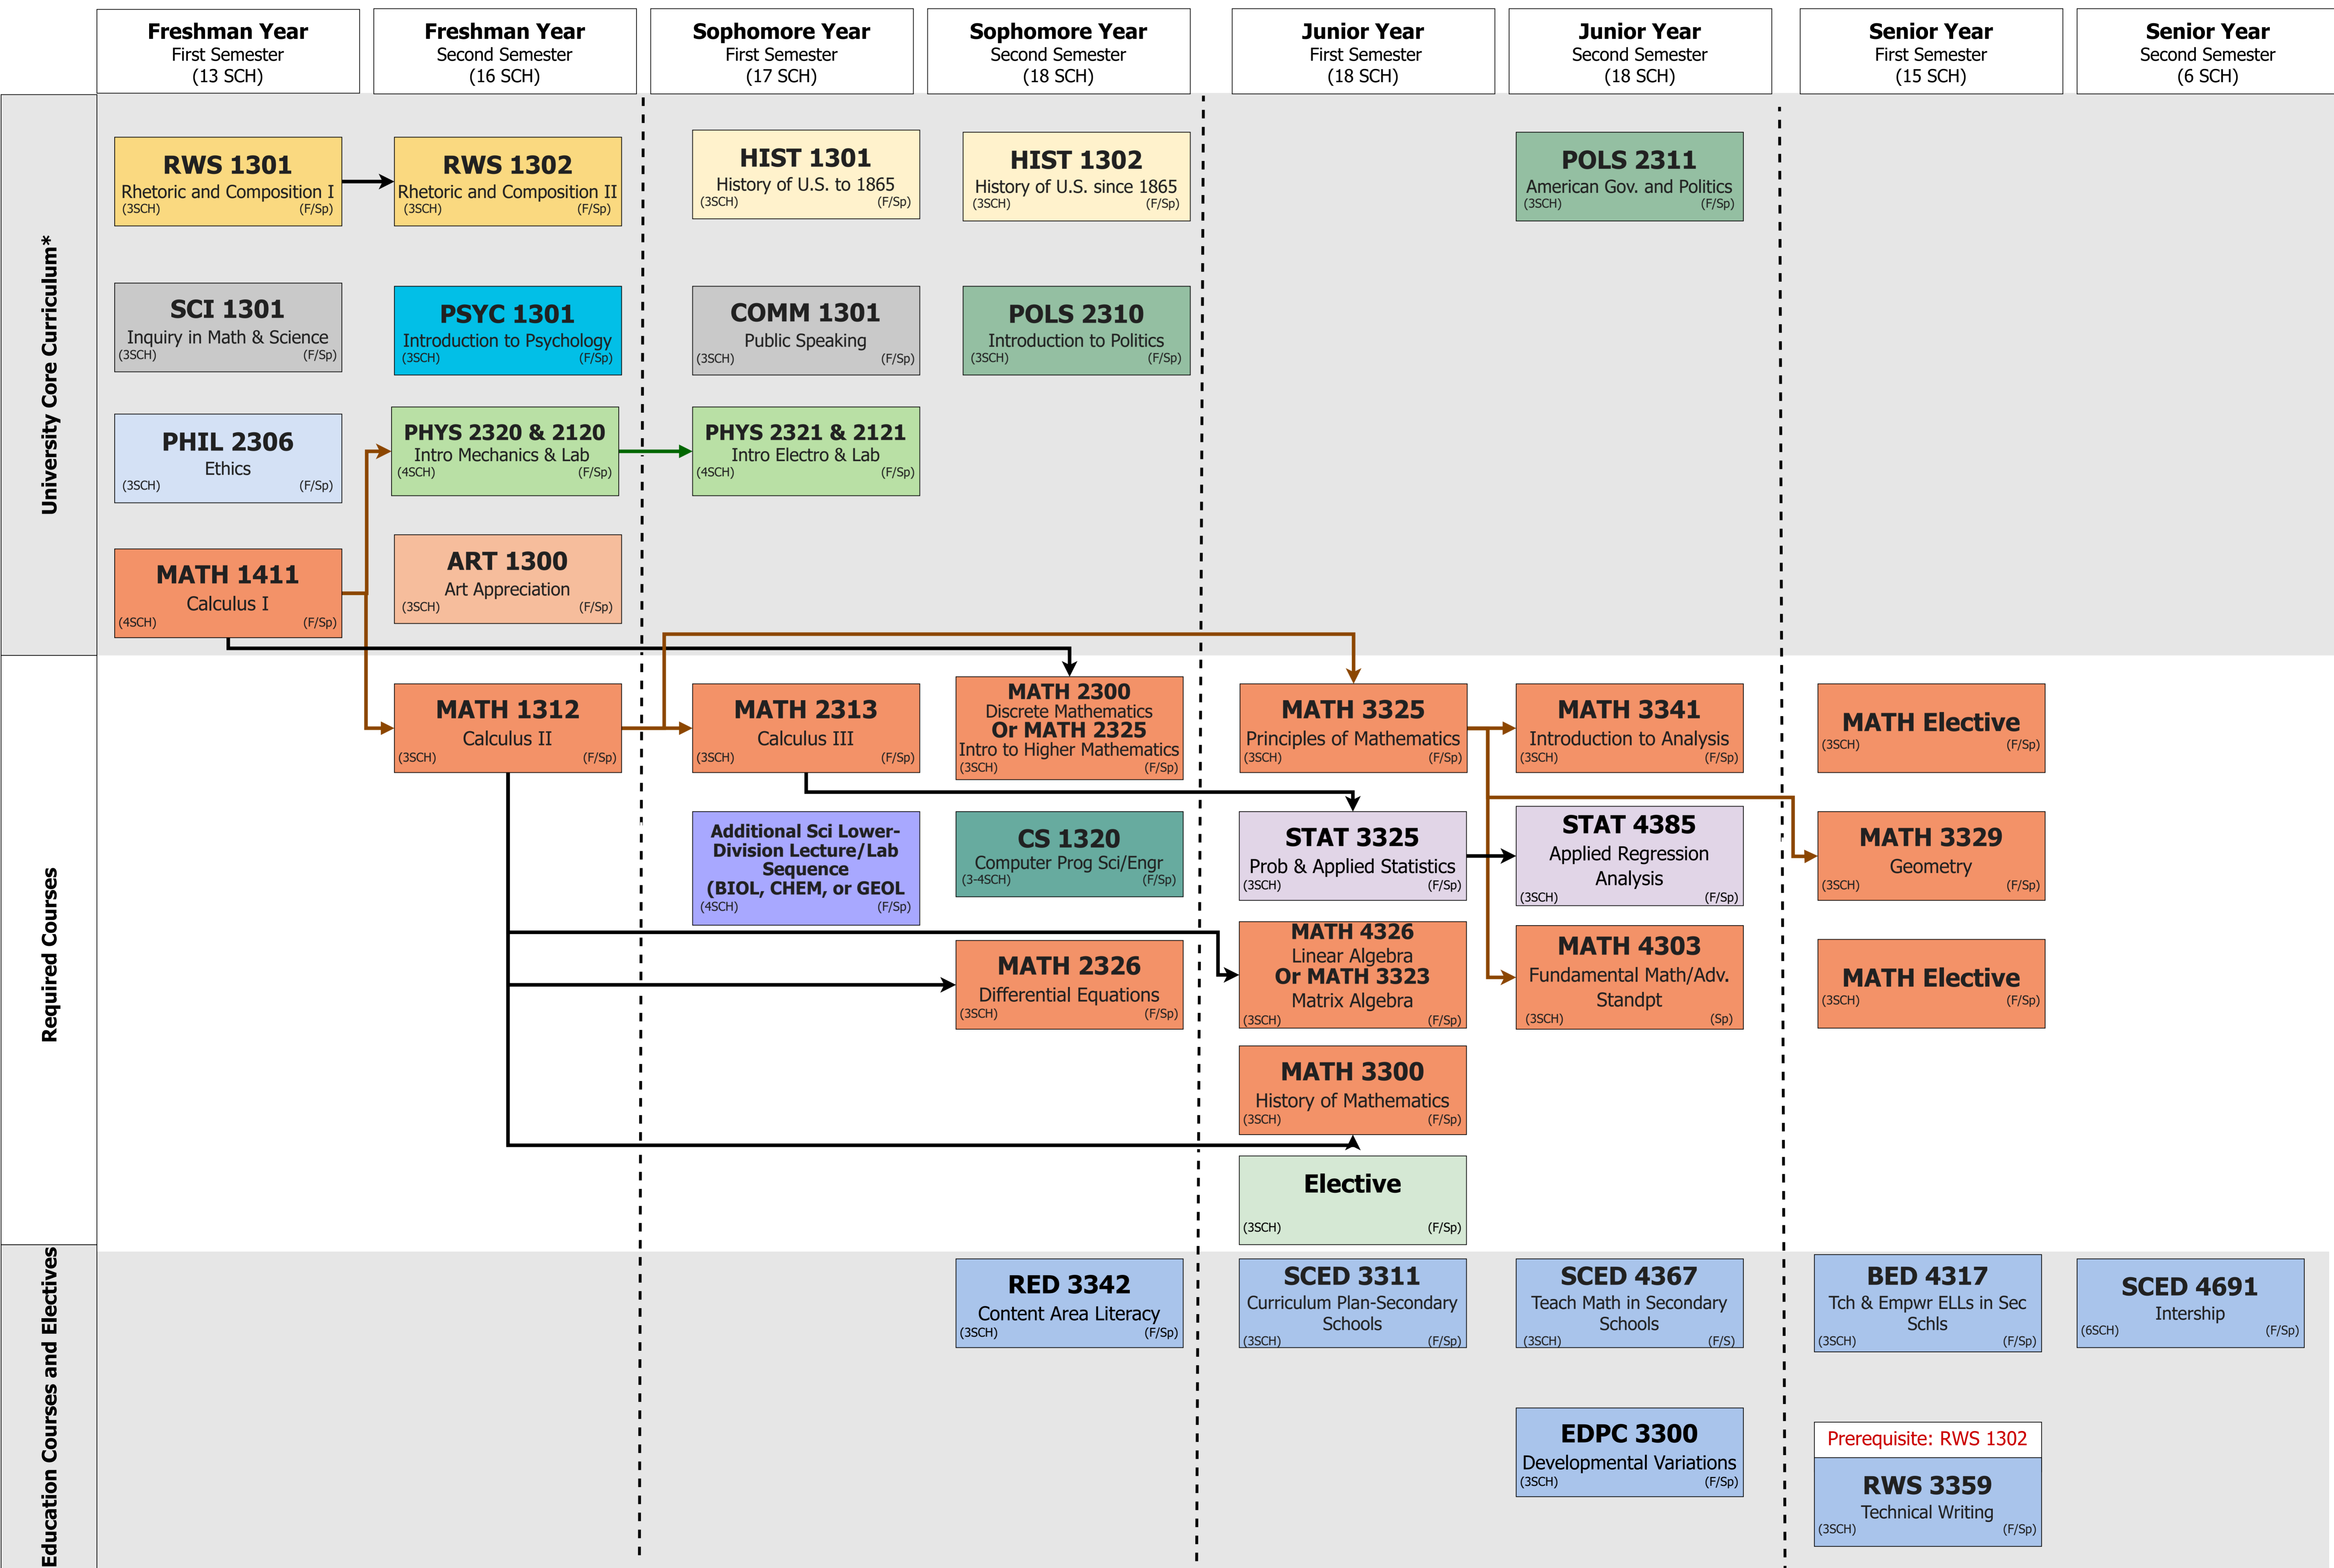 Freshman Year
First Semester
(13 SCH)
Freshman Year
Second Semester
(16 SCH)
Sophomore Year
First Semester
(17 SCH)
Sophomore Year
Second Semester
(18 SCH)
Junior Year
First Semester
(18 SCH)
Junior Year
Second Semester
(18 SCH)
Senior Year
First Semester
(15 SCH)
Senior Year
Second Semester
(6 SCH)
University Core Curriculum*
RWS 1301
Rhetoric and Composition I
(3SCH) (F/Sp)
RWS 1302
Rhetoric and Composition II
(3SCH) (F/Sp)
HIST 1301
History of U.S. to 1865
(3SCH) (F/Sp)
HIST 1302
History of U.S. since 1865
(3SCH) (F/Sp)
POLS 2311
American Gov. and Politics
(3SCH) (F/Sp)
SCI 1301
Inquiry in Math & Science
(3SCH) (F/Sp)
PSYC 1301
Introduction to Psychology
(3SCH) (F/Sp)
COMM 1301
Public Speaking
(3SCH) (F/Sp)
POLS 2310
Introduction to Politics
(3SCH) (F/Sp)
PHIL 2306
Ethics
(3SCH) (F/Sp)
PHYS 2320 & 2120
Intro Mechanics & Lab
(4SCH) (F/Sp)
PHYS 2321 & 2121
Intro Electro & Lab
(4SCH) (F/Sp)
MATH 1411
Calculus I
(4SCH) (F/Sp)
ART 1300
Art Appreciation
(3SCH) (F/Sp)
Required Courses
MATH 1312
Calculus II
(3SCH) (F/Sp)
MATH 2313
Calculus III
(3SCH) (F/Sp)
MATH 2300
Discrete Mathematics
Or MATH 2325
Intro to Higher Mathematics
(3SCH) (F/Sp)
MATH 3325
Principles of Mathematics
(3SCH) (F/Sp)
MATH 3341
Introduction to Analysis
(3SCH) (F/Sp)
MATH Elective
(3SCH) (F/Sp)
Additional Sci Lower-
Division Lecture/Lab
Sequence
(BIOL, CHEM, or GEOL
(4SCH) (F/Sp)
CS 1320
Computer Prog Sci/Engr
(3-4SCH) (F/Sp)
STAT 3325
Prob & Applied Statistics
(3SCH) (F/Sp)
STAT 4385
Applied Regression
Analysis
(3SCH) (F/Sp)
MATH 3329
Geometry
(3SCH) (F/Sp)
MATH 2326
Differential Equations
(3SCH) (F/Sp)
MATH 4326
Linear Algebra
Or MATH 3323
Matrix Algebra
(3SCH) (F/Sp)
MATH 4303
Fundamental Math/Adv.
Standpt
(3SCH) (Sp)
MATH Elective
(3SCH) (F/Sp)
MATH 3300
History of Mathematics
(3SCH) (F/Sp)
Elective
(3SCH) (F/Sp)
Education Courses and Electives
RED 3342
Content Area Literacy
(3SCH) (F/Sp)
SCED 3311
Curriculum Plan-Secondary
Schools
(3SCH) (F/Sp)
SCED 4367
Teach Math in Secondary
Schools
(3SCH) (F/S)
BED 4317
Tch & Empwr ELLs in Sec
Schls
(3SCH) (F/Sp)
SCED 4691
Intership
(6SCH) (F/Sp)
EDPC 3300
Developmental Variations
(3SCH) (F/Sp)
Prerequisite: RWS 1302
RWS 3359
Technical Writing
(3SCH) (F/Sp)